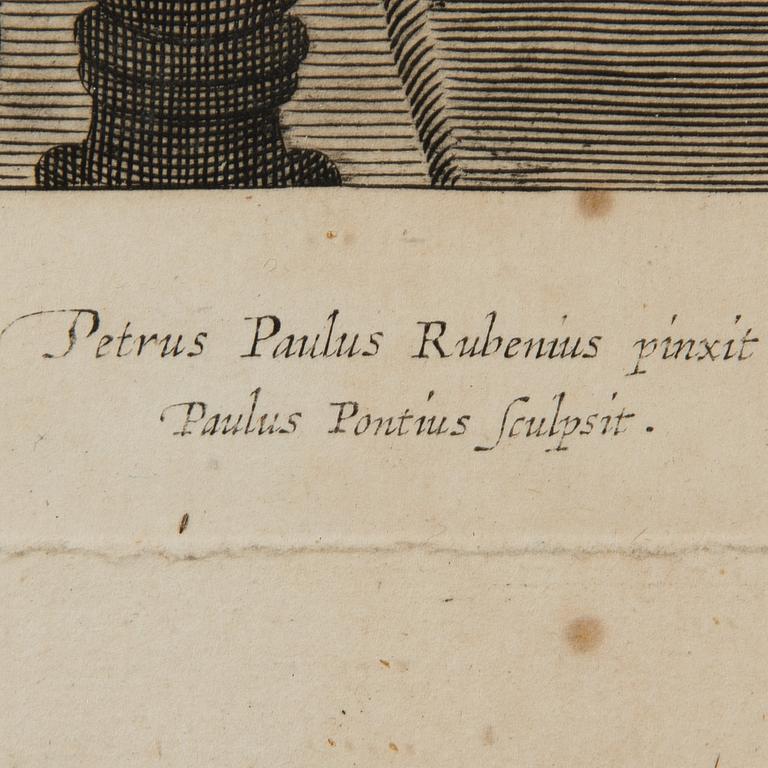 Petrus Paulus Rubenius pinxit
Paulus Pontius ſculpsit.